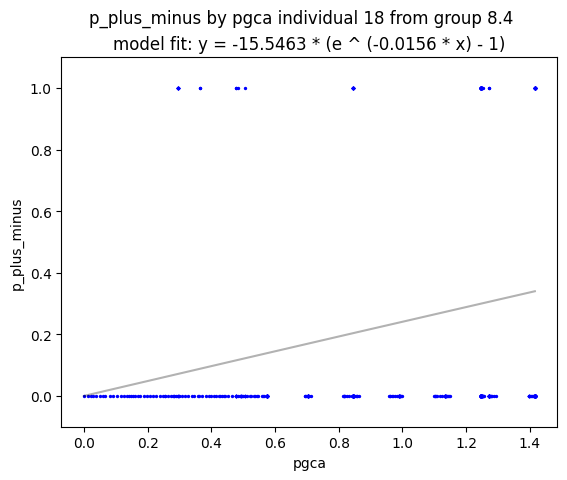 p_plus_minus by pgca individual 18 from group 8.4
model fit: y = -15.5463 * (e ^ (-0.0156 * x) - 1)
1.0
0.8
0.6
0.4
0.2
0.0
p_plus_minus
0.0 0.2 0.4 0.6 0.8 1.0 1.2 1.4
pgca